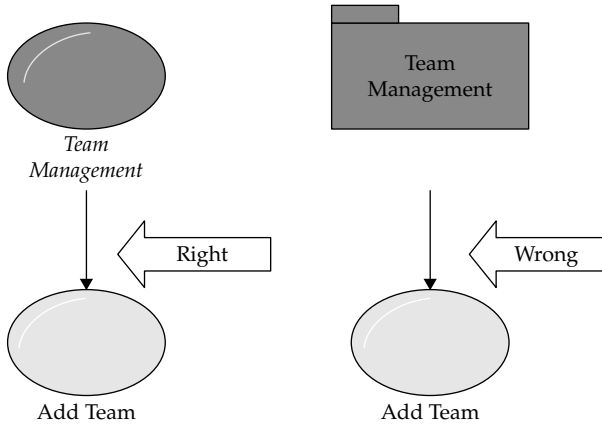 Team
Management
Team
Management
Right
Wrong
Add Team
Add Team